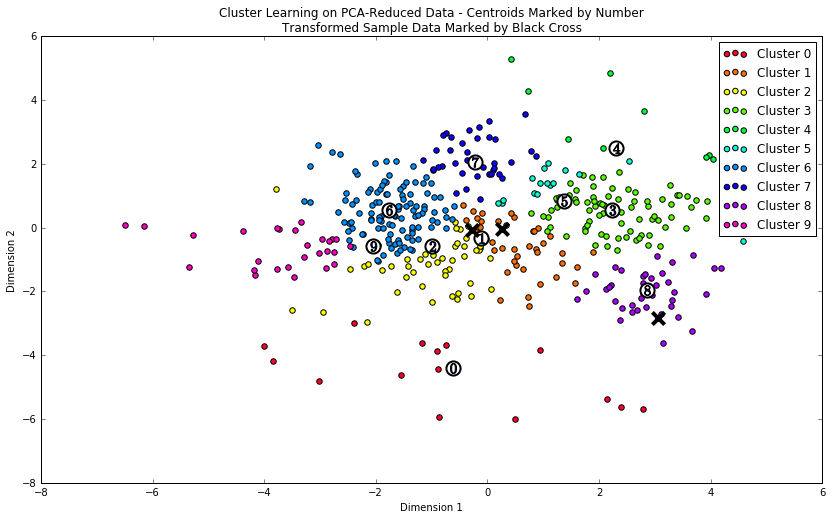 Cluster Learning on PCA-Reduced Data - Centroids Marked by Number
Transformed Sample Data Marked by Black Cross
6
4
2
0
−2
−4
−6
−8
Dimension 2
Cluster 0
Cluster 1
Cluster 2
Cluster 3
Cluster 4
Cluster 5
Cluster 6
Cluster 7
Cluster 8
Cluster 9
4
7
5
6
3
1
9
2
8
0
−8
−6
−4
−2
0
2
4
6
Dimension 1